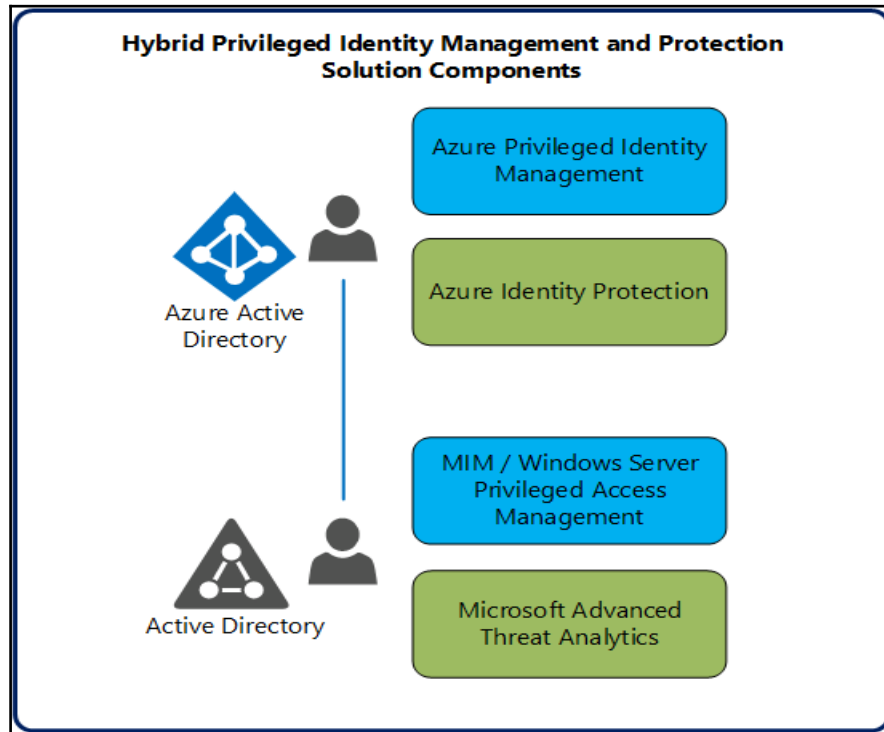 Hybrid Privileged Identity Management and Protection
Solution Components
Azure Privileged Identity
Management
Azure Identity Protection
Azure Active
Directory
MIM / Windows Server
Privileged Access
Management
Microsoft Advanced
Threat Analytics
Active Directory